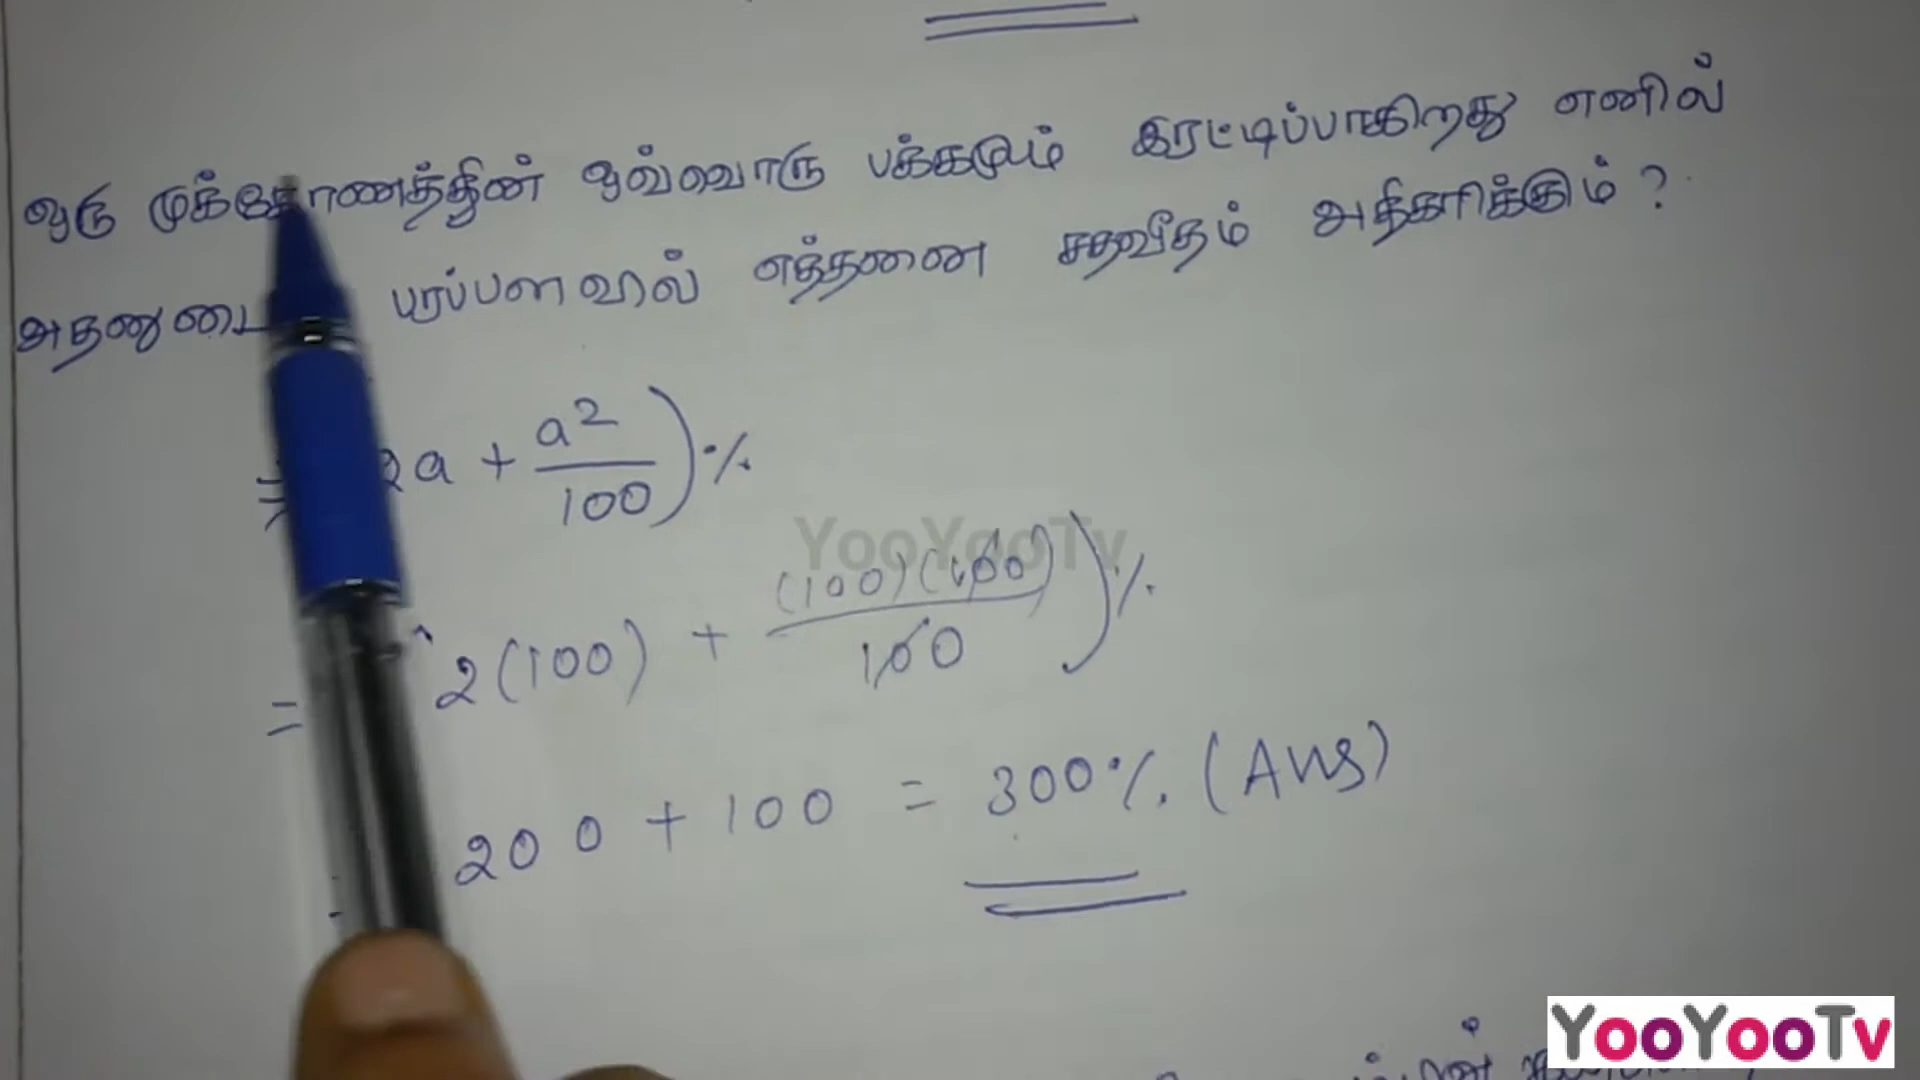 ஒரு முக்கோணத்தின் ஒவ்வொரு பக்கமும் இரட்டிப்பாகிறது எனில்
பரப்பளவால் எத்தனை சதவீதம் அதிகரிக்கும் ?
2a + a²/100)%
YooYooTv
= 2(100) + (100)(100)/100)%
200 + 100 = 300%. (Ans)
YooYooTv